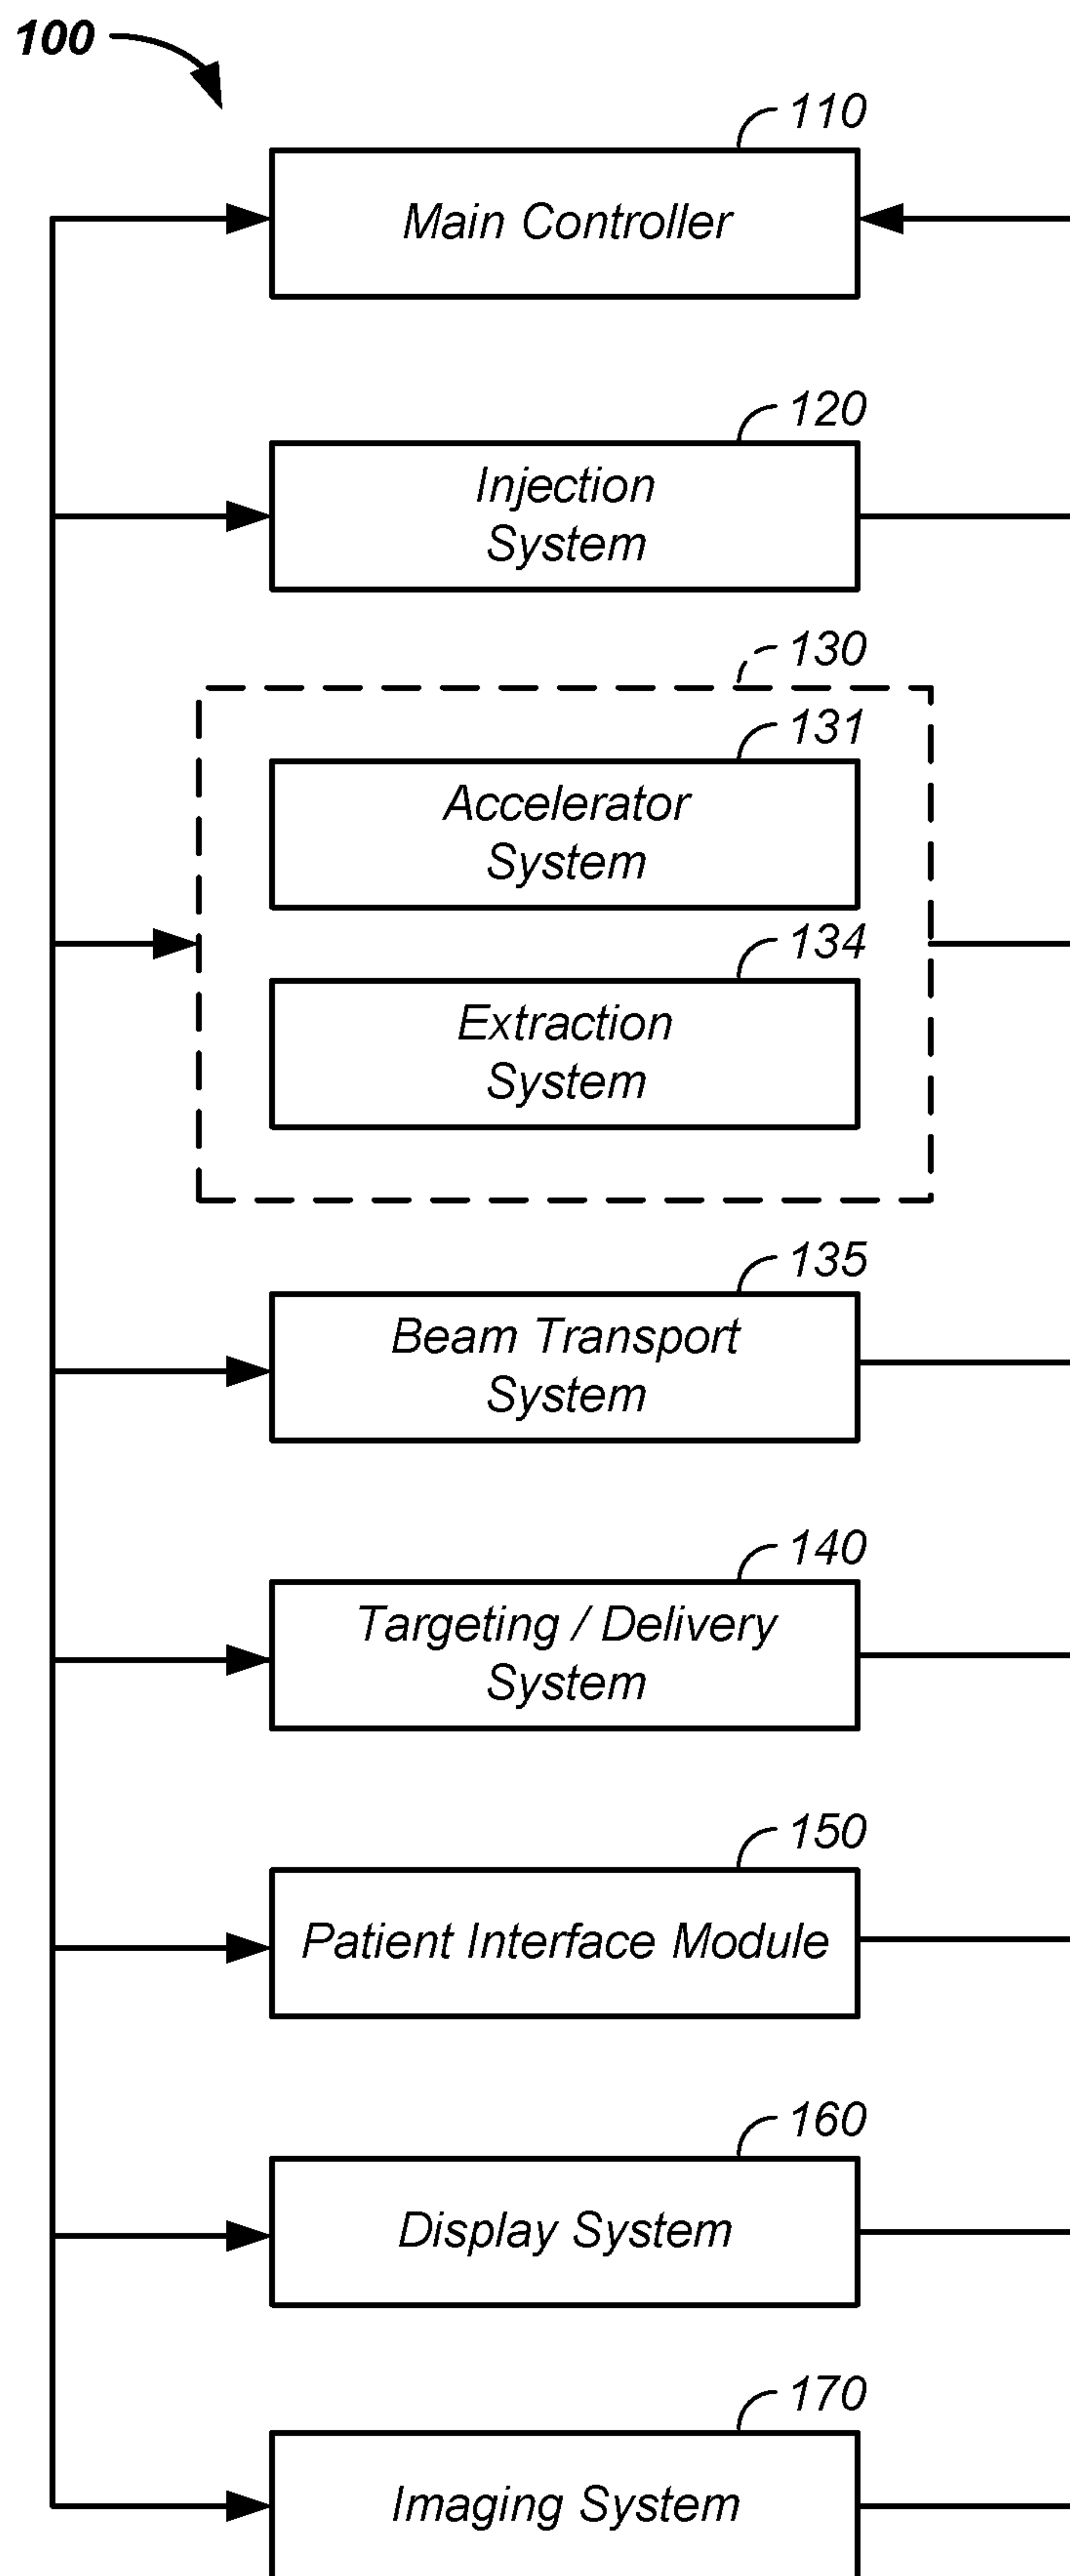 100
110
Main Controller
120
Injection
System
130
131
Accelerator
System
134
Extraction
System
135
Beam Transport
System
140
Targeting / Delivery
System
150
Patient Interface Module
160
Display System
170
Imaging System